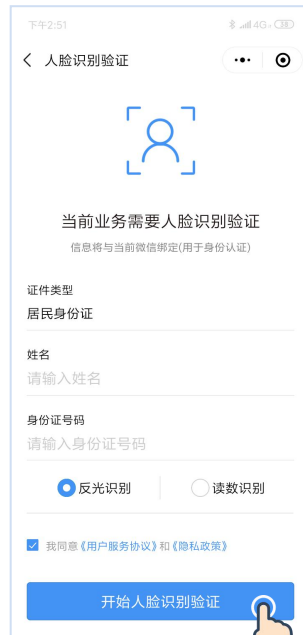 下午2:51
4G
38
人脸识别验证
当前业务需要人脸识别验证
信息将与当前微信绑定(用于身份认证)
证件类型
居民身份证
姓名
请输入姓名
身份证号码
请输入身份证号码
反光识别 读数识别
我同意《用户服务协议》和《隐私政策》
开始人脸识别验证